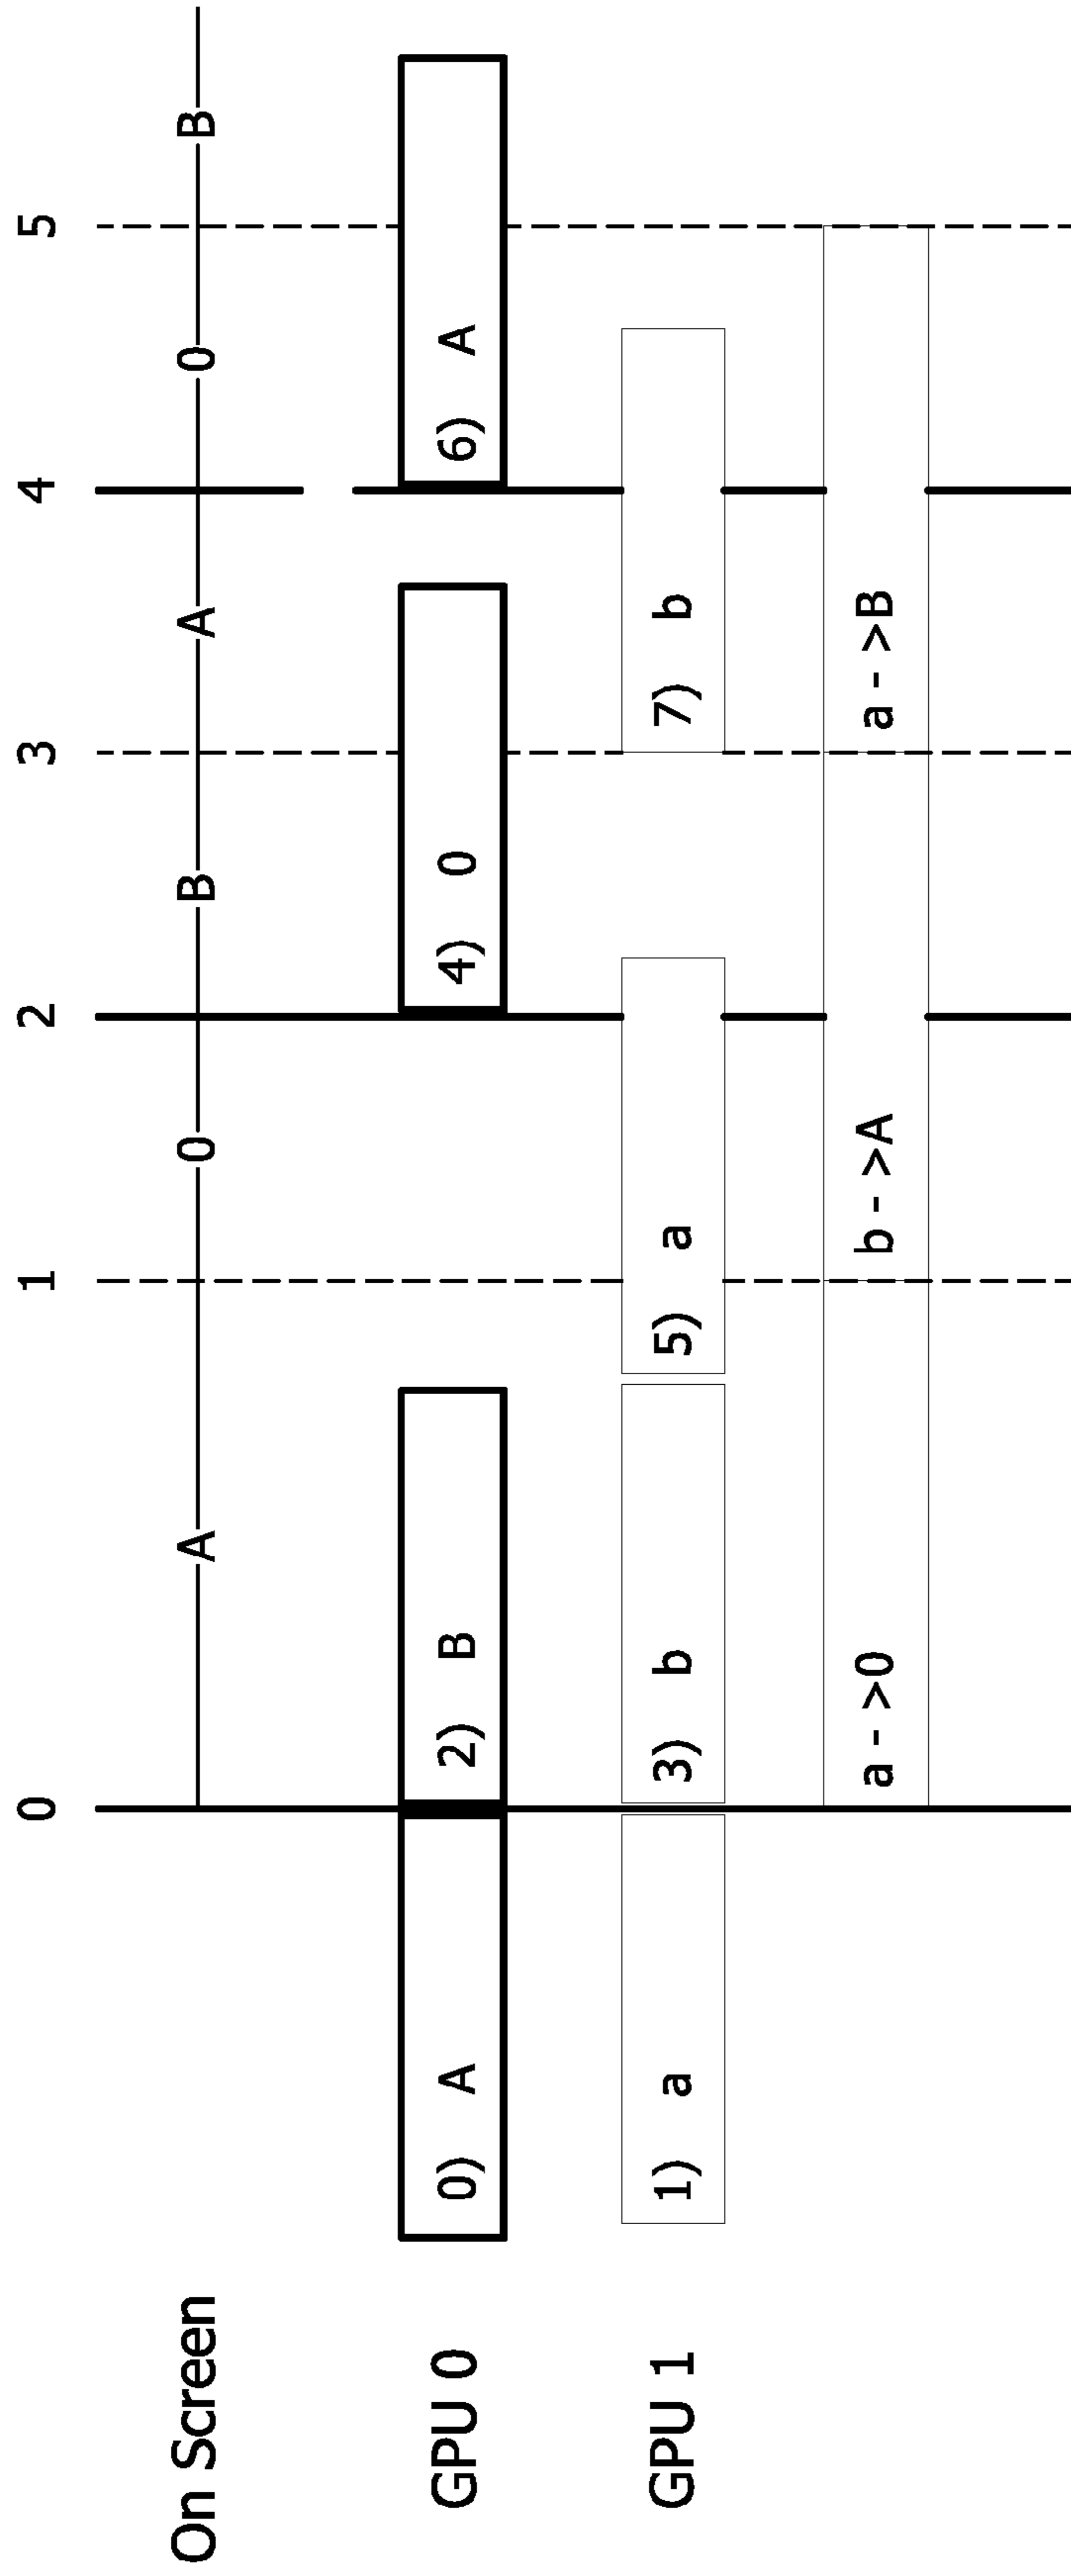 0 1 2 3 4 5
On Screen A 0 B A 0 B
GPU 0 0) A 2) B 4) 0 6) A
GPU 1 1) a 3) b 5) a 7) b
a - >0 b - >A a - >B